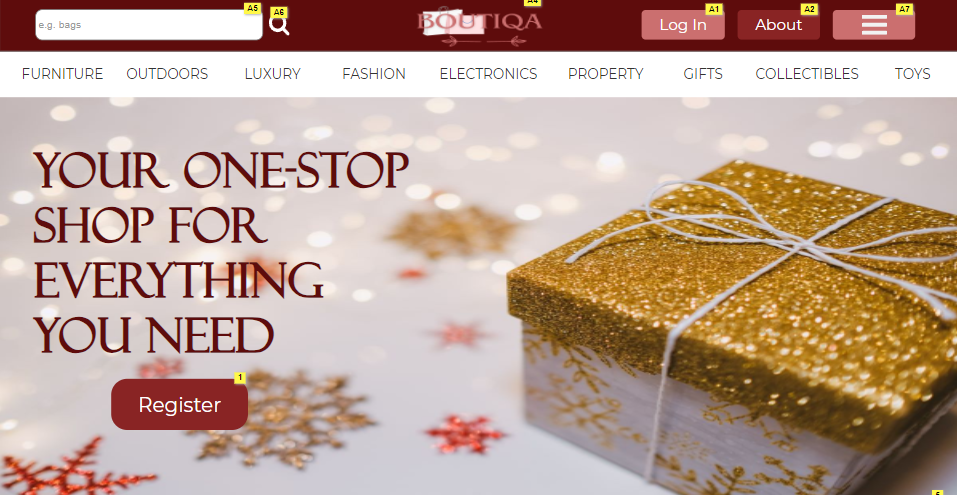 e.g. bags
A5
A6
BOUTIQA
A4
Log In
A1
About
A2
A7
FURNITURE OUTDOORS LUXURY FASHION ELECTRONICS PROPERTY GIFTS COLLECTIBLES TOYS
YOUR ONE-STOP
SHOP FOR
EVERYTHING
YOU NEED
1
Register